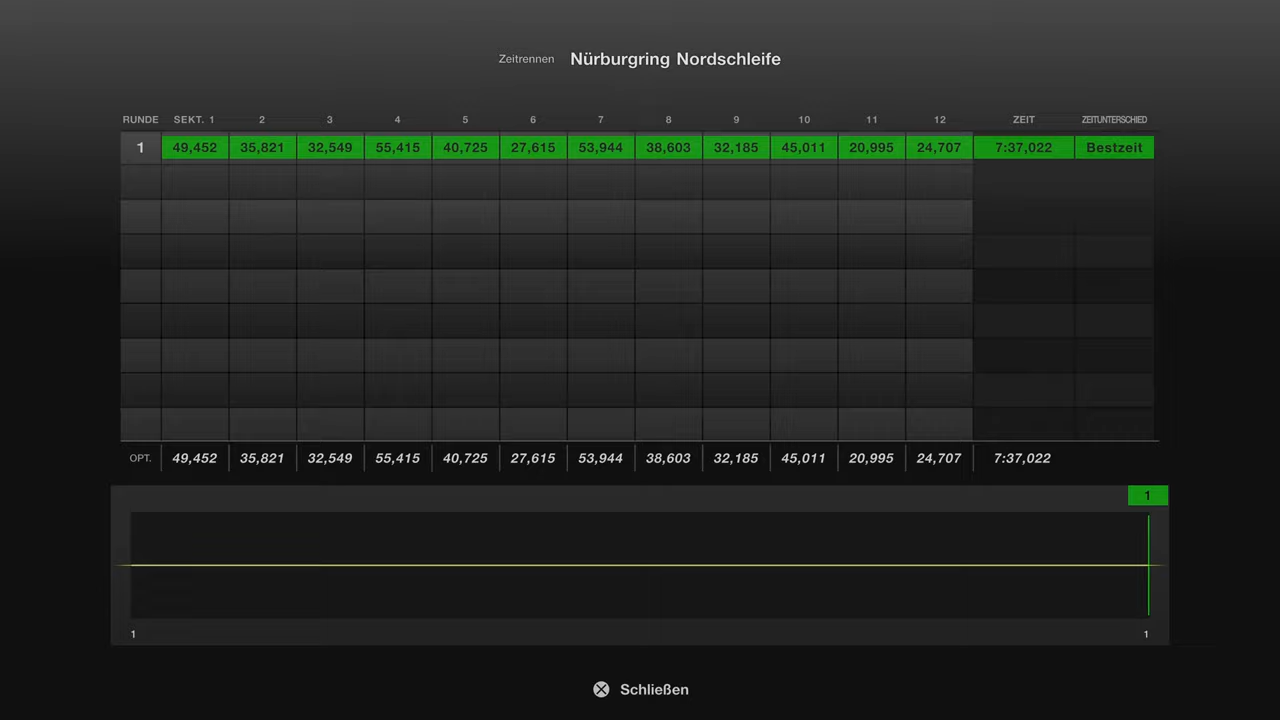 Zeitrennen Nürburgring Nordschleife
RUNDE SEKT. 1 2 3 4 5 6 7 8 9 10 11 12 ZEIT ZEITUNTERSCHIED
1 49,452 35,821 32,549 55,415 40,725 27,615 53,944 38,603 32,185 45,011 20,995 24,707 7:37,022 Bestzeit
OPT. 49,452 35,821 32,549 55,415 40,725 27,615 53,944 38,603 32,185 45,011 20,995 24,707 7:37,022
1
1 1
Schließen